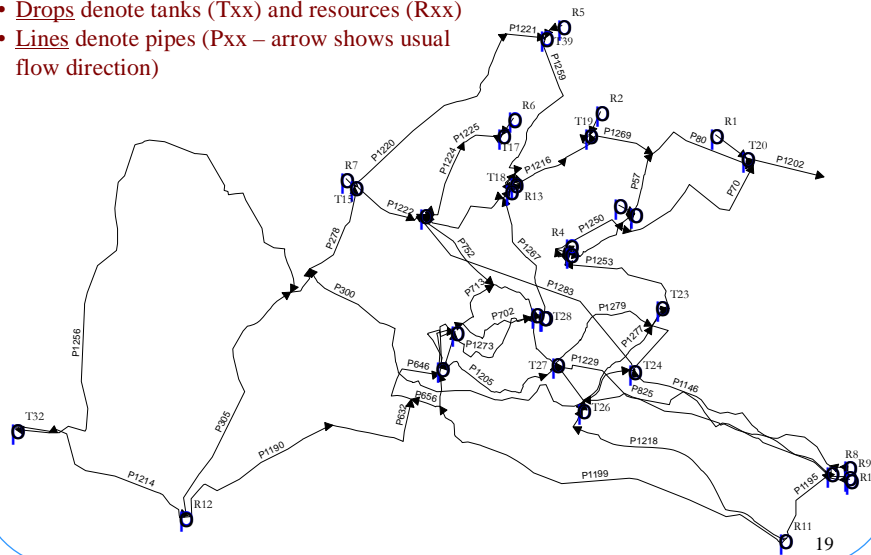 • Drops denote tanks (Txx) and resources (Rxx)
• Lines denote pipes (Pxx – arrow shows usual
flow direction)
R5
P1221
T39
P1259
R6
R2
P1225
T17
T19
P1269
R1
P80
T20
P1202
P1220
P1224
P1216
P57
P70
R7
T15
T18
R13
P1222
P1250
R4
P278
P752
P1267
P1253
P300
P1283
P713
P702
T28
P1279
T23
P1256
P1273
P1277
P646
P1205
T27
P1229
T24
P656
P825
P1146
P632
T26
T32
P305
P1190
P1218
R8
R9
P1214
P1199
P1195
R1
R12
R11
19